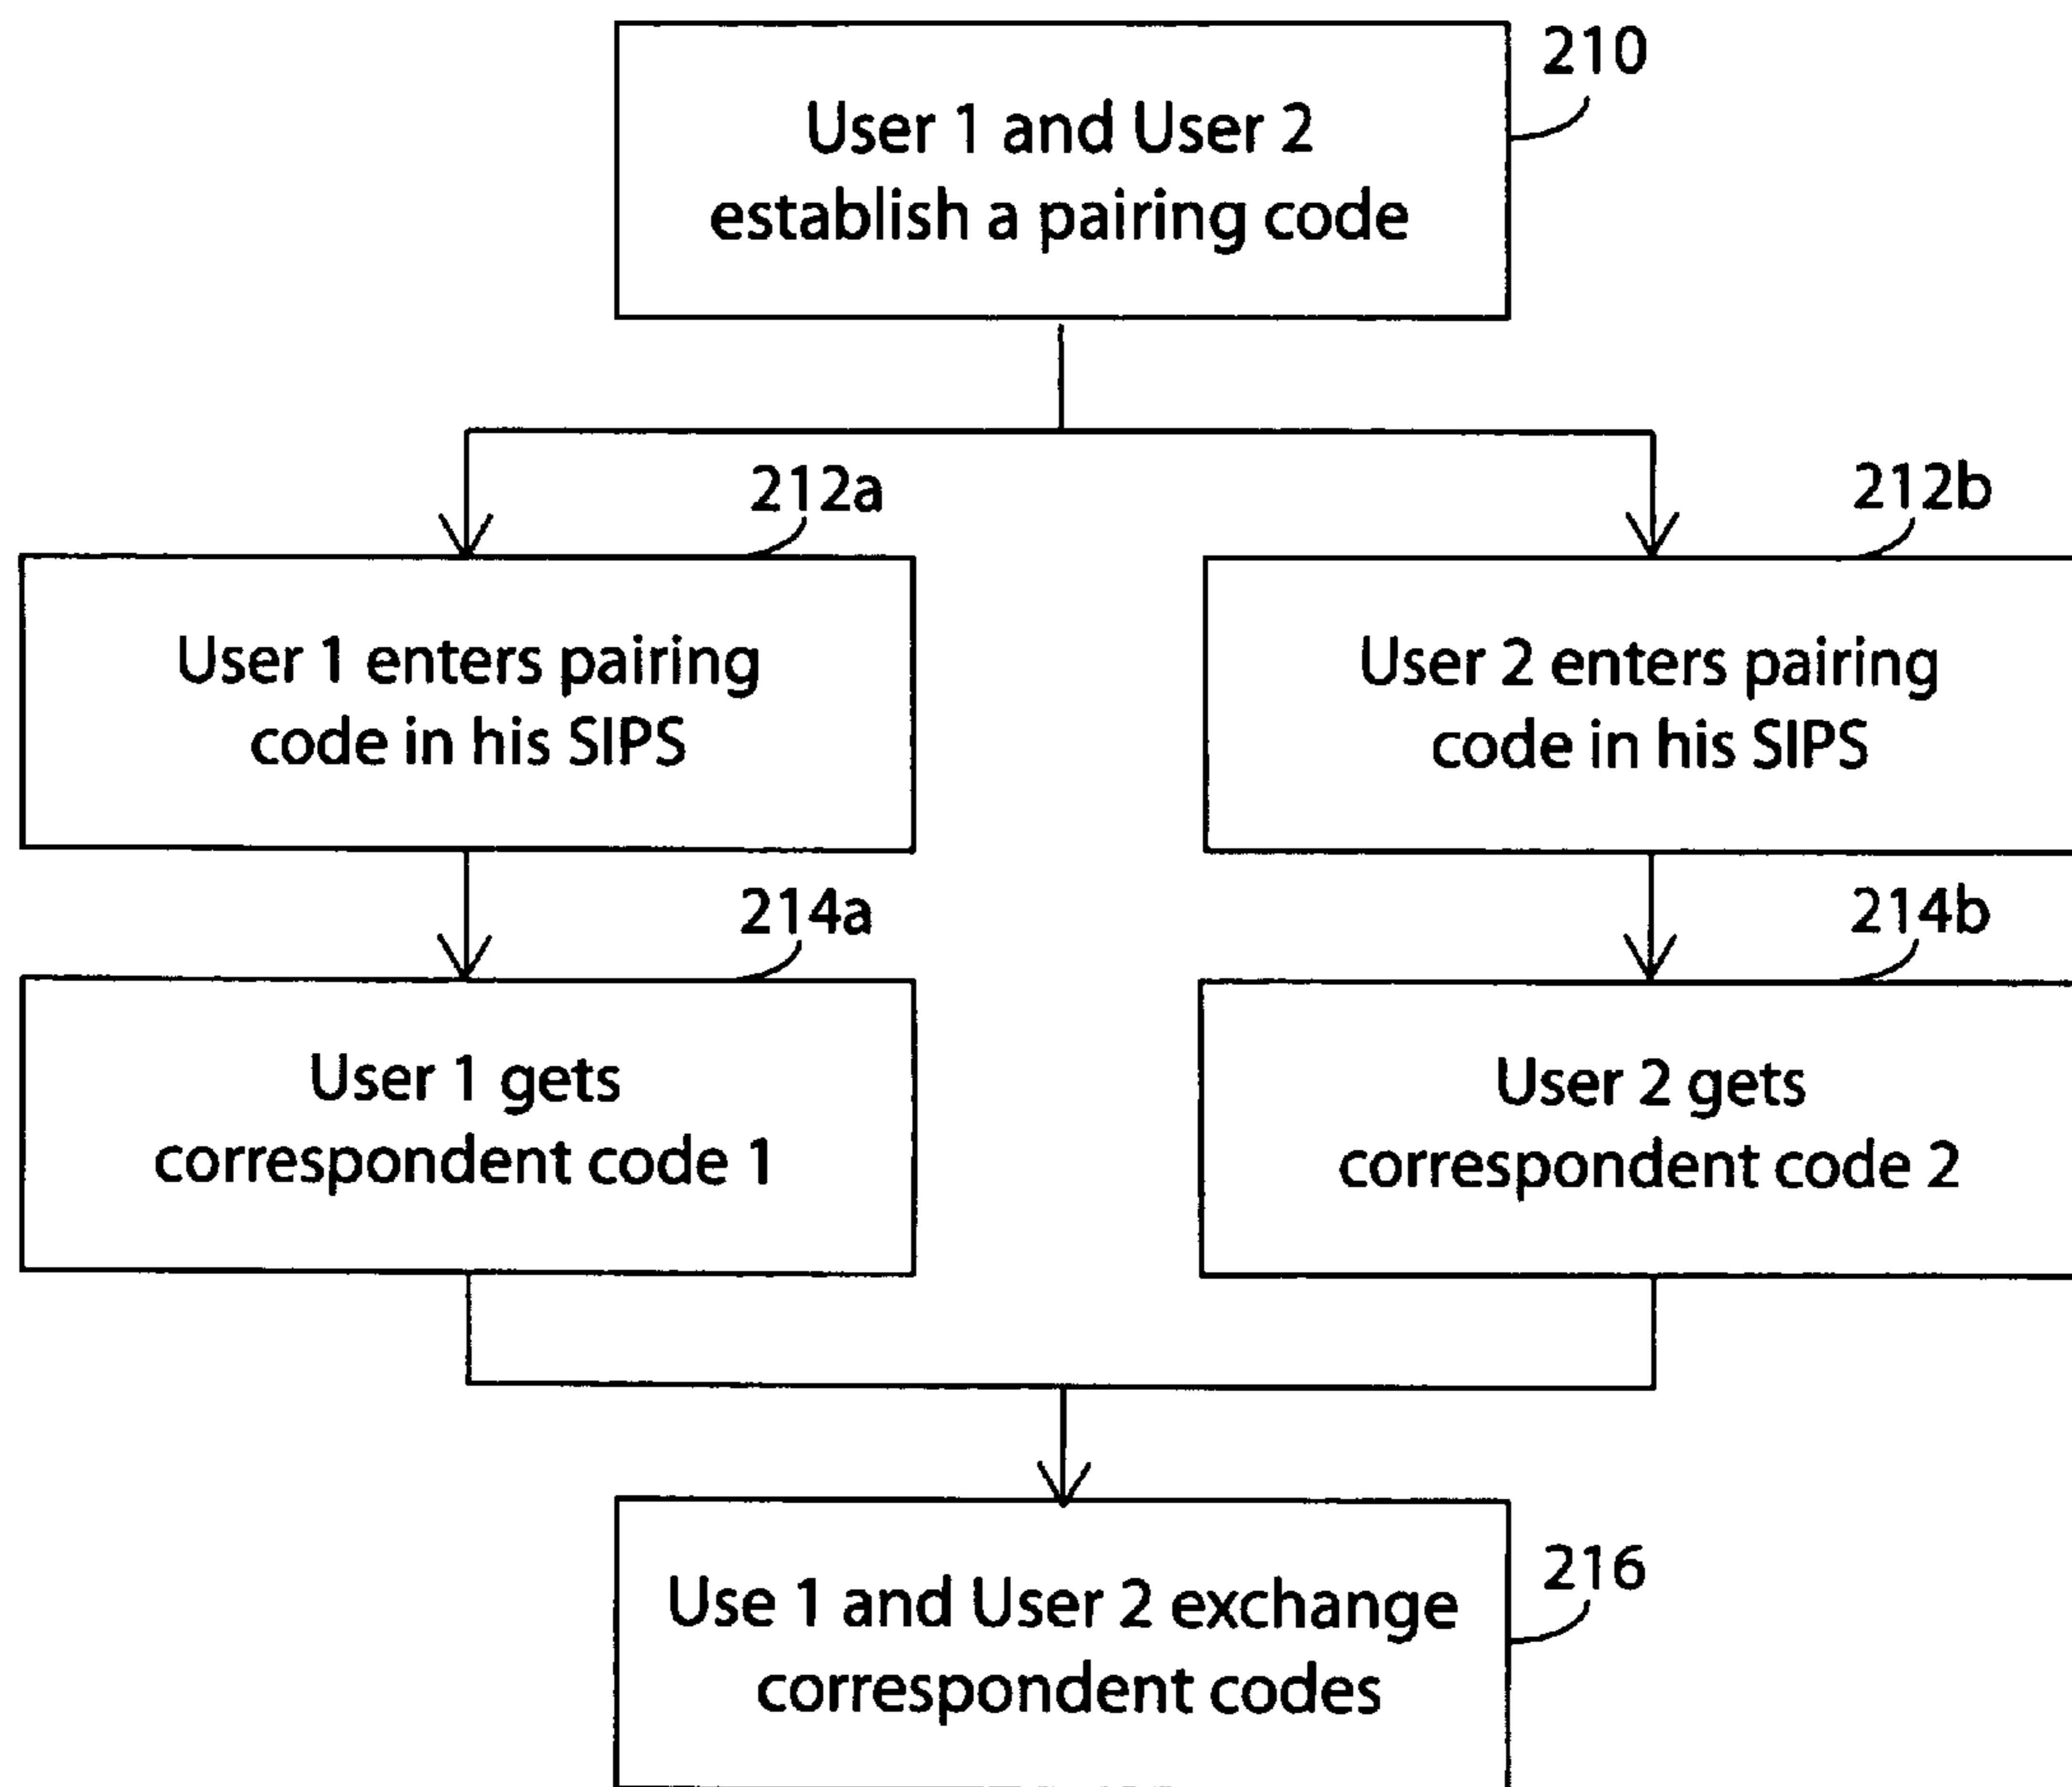 210
User 1 and User 2
establish a pairing code
212a
212b
User 1 enters pairing
code in his SIPS
User 2 enters pairing
code in his SIPS
214a
214b
User 1 gets
correspondent code 1
User 2 gets
correspondent code 2
216
Use 1 and User 2 exchange
correspondent codes